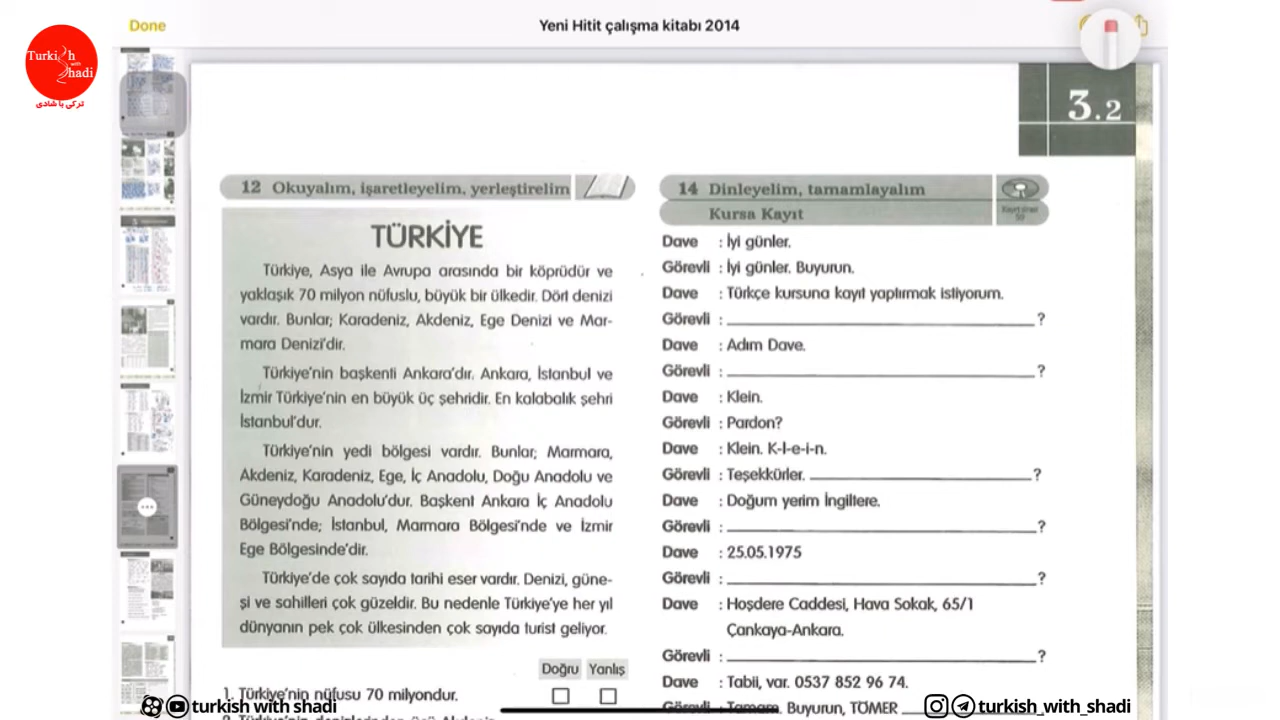 Done
Yeni Hitit çalışma kitabı 2014
Turkish
with
Shadi
ترکی با شادی
3.2
12 Okuyalım, işaretleyelim, yerleştirelim
TÜRKİYE
Türkiye, Asya ile Avrupa arasında bir köprüdür ve
yaklaşık 70 milyon nüfuslu, büyük bir ülkedir. Dört denizi
vardır. Bunlar; Karadeniz, Akdeniz, Ege Denizi ve Mar-
mara Denizi'dir.
Türkiye'nin başkenti Ankara'dır. Ankara, İstanbul ve
İzmir Türkiye'nin en büyük üç şehridir. En kalabalık şehri
İstanbul'dur.
Türkiye'nin yedi bölgesi vardır. Bunlar; Marmara,
Akdeniz, Karadeniz, Ege, İç Anadolu, Doğu Anadolu ve
Güneydoğu Anadolu'dur. Başkent Ankara İç Anadolu
Bölgesi'nde; İstanbul, Marmara Bölgesi'nde ve İzmir
Ege Bölgesinde'dir.
Türkiye'de çok sayıda tarihi eser vardır. Denizi, güne-
şi ve sahilleri çok güzeldir. Bu nedenle Türkiye'ye her yıl
dünyanın pek çok ülkesinden çok sayıda turist geliyor.
Doğru Yanlış
1. Türkiye'nin nüfusu 70 milyondur.
14 Dinleyelim, tamamlayalım
Kursa Kayıt
Dave : İyi günler.
Görevli : İyi günler. Buyurun.
Dave : Türkçe kursuna kayıt yaptırmak istiyorum.
Görevli : ____________________?
Dave : Adım Dave.
Görevli : ____________________?
Dave : Klein.
Görevli : Pardon?
Dave : Klein. K-l-e-i-n.
Görevli : Teşekkürler. ____________________?
Dave : Doğum yerim İngiltere.
Görevli : ____________________?
Dave : 25.05.1975
Görevli : ____________________?
Dave : Hoşdere Caddesi, Hava Sokak, 65/1
Çankaya-Ankara.
Görevli : ____________________?
Dave : Tabii, var. 0537 852 96 74.
Görevli : Tamam. Buyurun, TÖMER
turkish with shadi
turkish_with_shadi